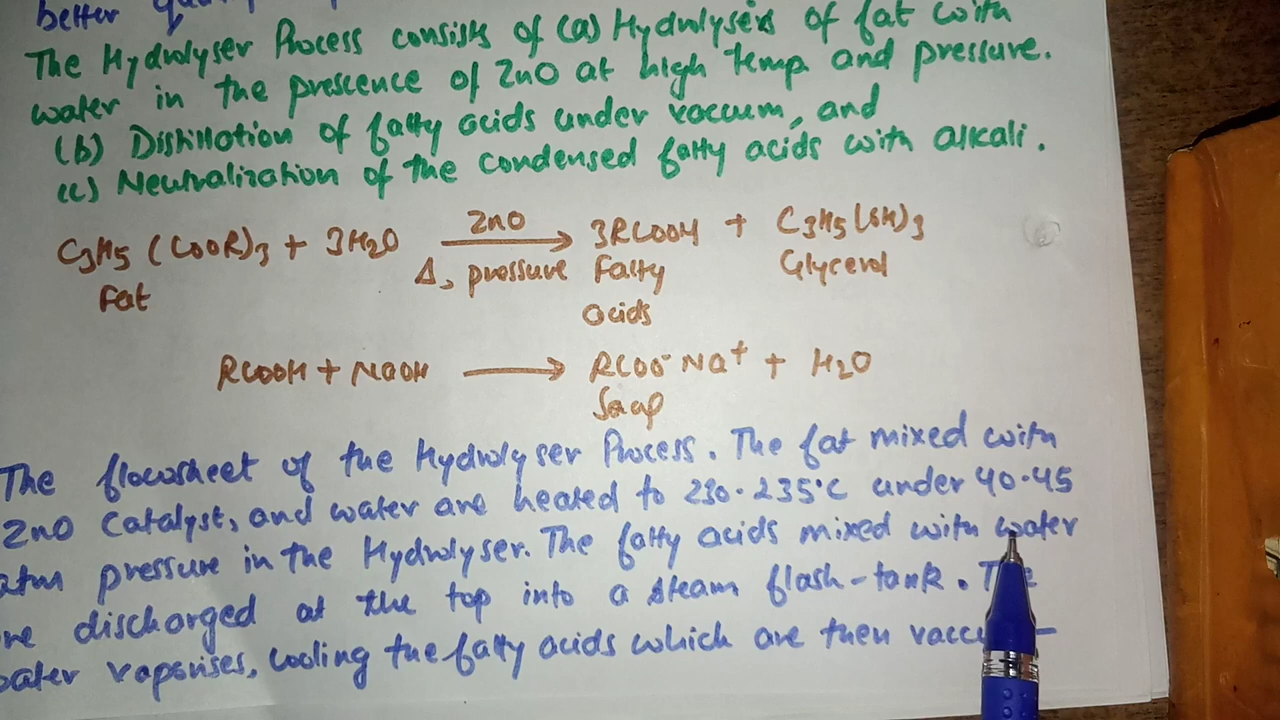 better
The Hydrolyser Process consists of (a) Hydrolyseis of fat with
water in the prescence of ZnO at high temp and pressure.
(b) Distillation of fatty acids under vaccum, and
(c) Neutralization of the condensed fatty acids with alkali.
C3H5 (COOR)3 + 3H2O ZnO → Δ, pressure 3RCOOH + C3H5(OH)3
Fat Fatty acids Glycerol
RCOOH + NaOH → RCOO⁻Na⁺ + H2O
Soap
The flowsheet of the Hydrolyser Process. The fat mixed with
ZnO Catalyst, and water are heated to 230-235°C under 40-45
atm pressure in the Hydrolyser. The fatty acids mixed with water
re discharged at the top into a steam flash-tank. The
water vaporises, cooling the fatty acids which are then